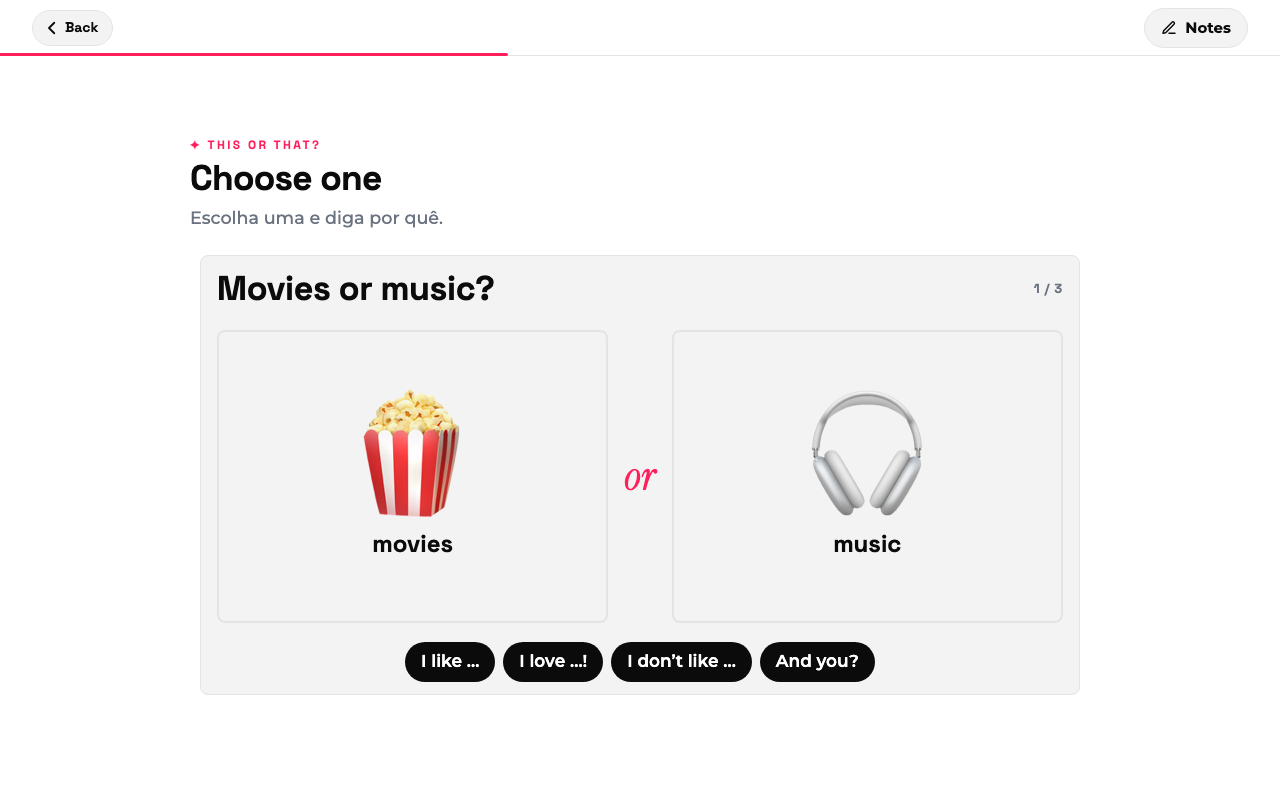 Back
Notes
✦ THIS OR THAT?
Choose one
Escolha uma e diga por quê.
Movies or music?
1 / 3
movies
or
music
I like ...
I love ...!
I don’t like ...
And you?